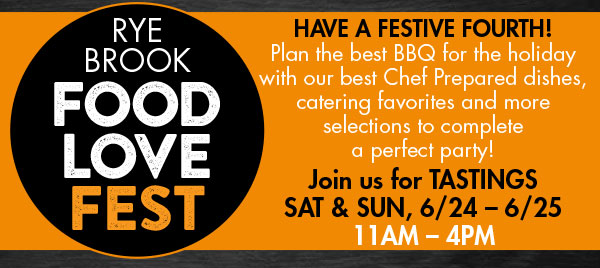 RYE
BROOK
FOOD
LOVE
FEST
HAVE A FESTIVE FOURTH!
Plan the best BBQ for the holiday
with our best Chef Prepared dishes,
catering favorites and more
selections to complete
a perfect party!
Join us for TASTINGS
SAT & SUN, 6/24 – 6/25
11AM – 4PM